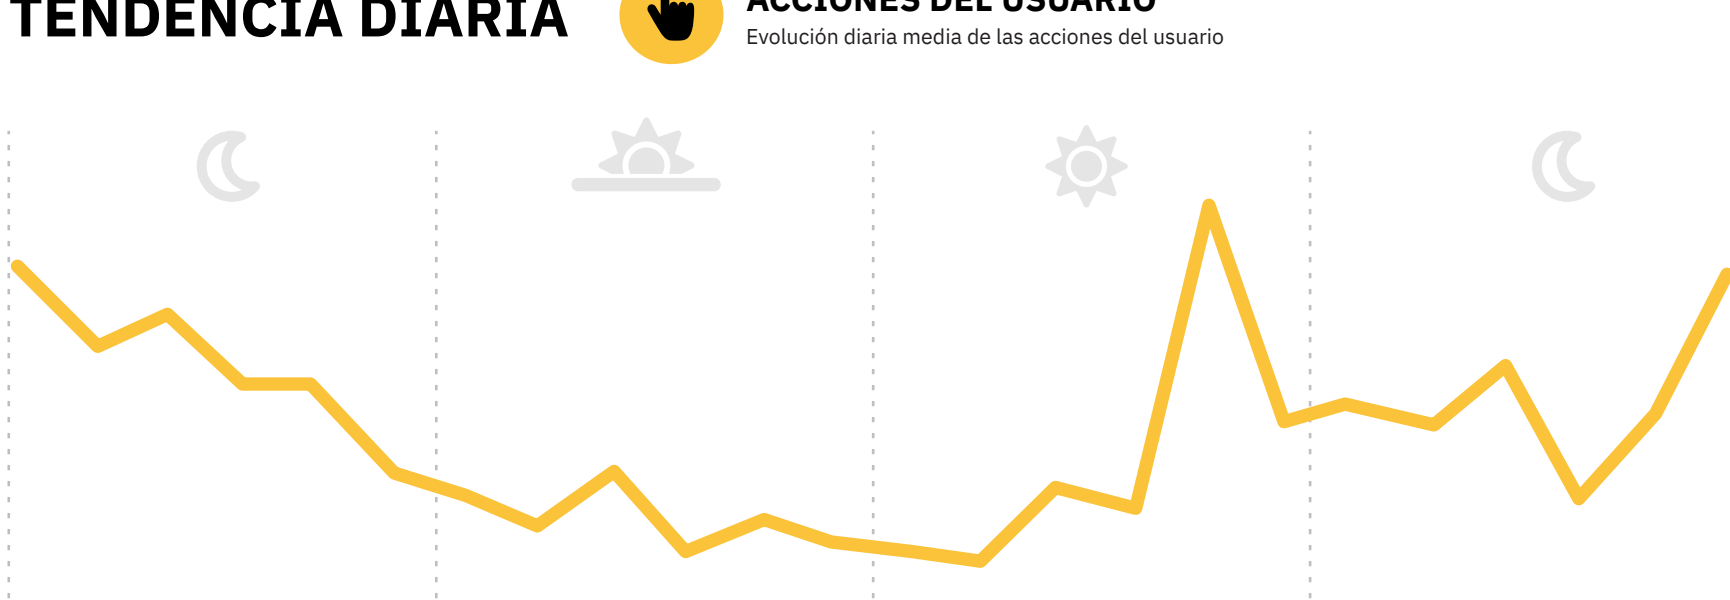 TENDENCIA DIARIA
ACCIONES DEL USUARIO
Evolución diaria media de las acciones del usuario